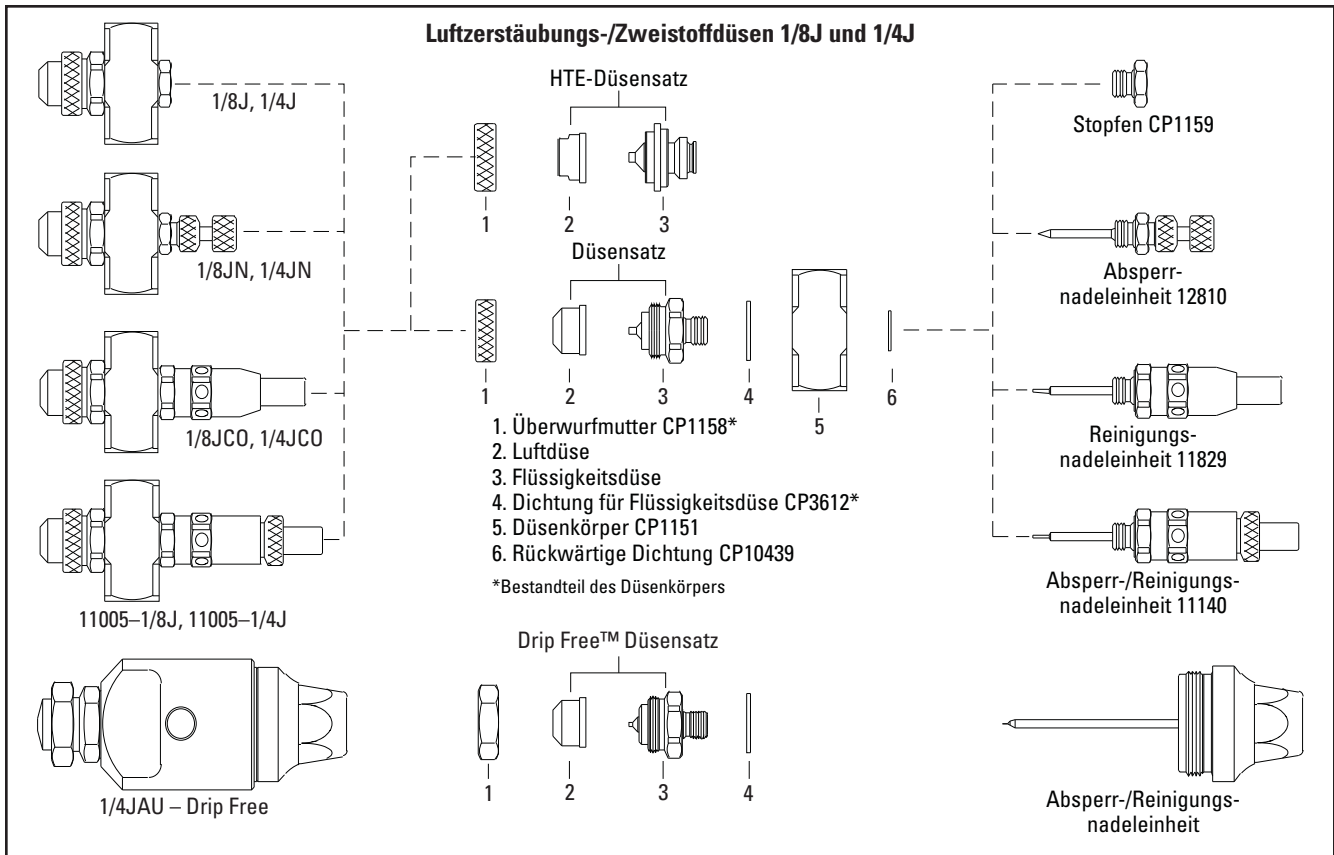 Luftzerstäubungs-/Zweistoffdüsen 1/8J und 1/4J
1/8J, 1/4J
1/8JN, 1/4JN
1/8JCO, 1/4JCO
11005–1/8J, 11005–1/4J
1/4JAU – Drip Free
HTE-Düsensatz
1 2 3
Düsensatz
1 2 3 4 5 6
1. Überwurfmutter CP1158*
2. Luftdüse
3. Flüssigkeitsdüse
4. Dichtung für Flüssigkeitsdüse CP3612*
5. Düsenkörper CP1151
6. Rückwärtige Dichtung CP10439
*Bestandteil des Düsenkörpers
Drip Free™ Düsensatz
1 2 3 4
Stopfen CP1159
Absperr-
nadeleinheit 12810
Reinigungs-
nadeleinheit 11829
Absperr-/Reinigungs-
nadeleinheit 11140
Absperr-/Reinigungs-
nadeleinheit